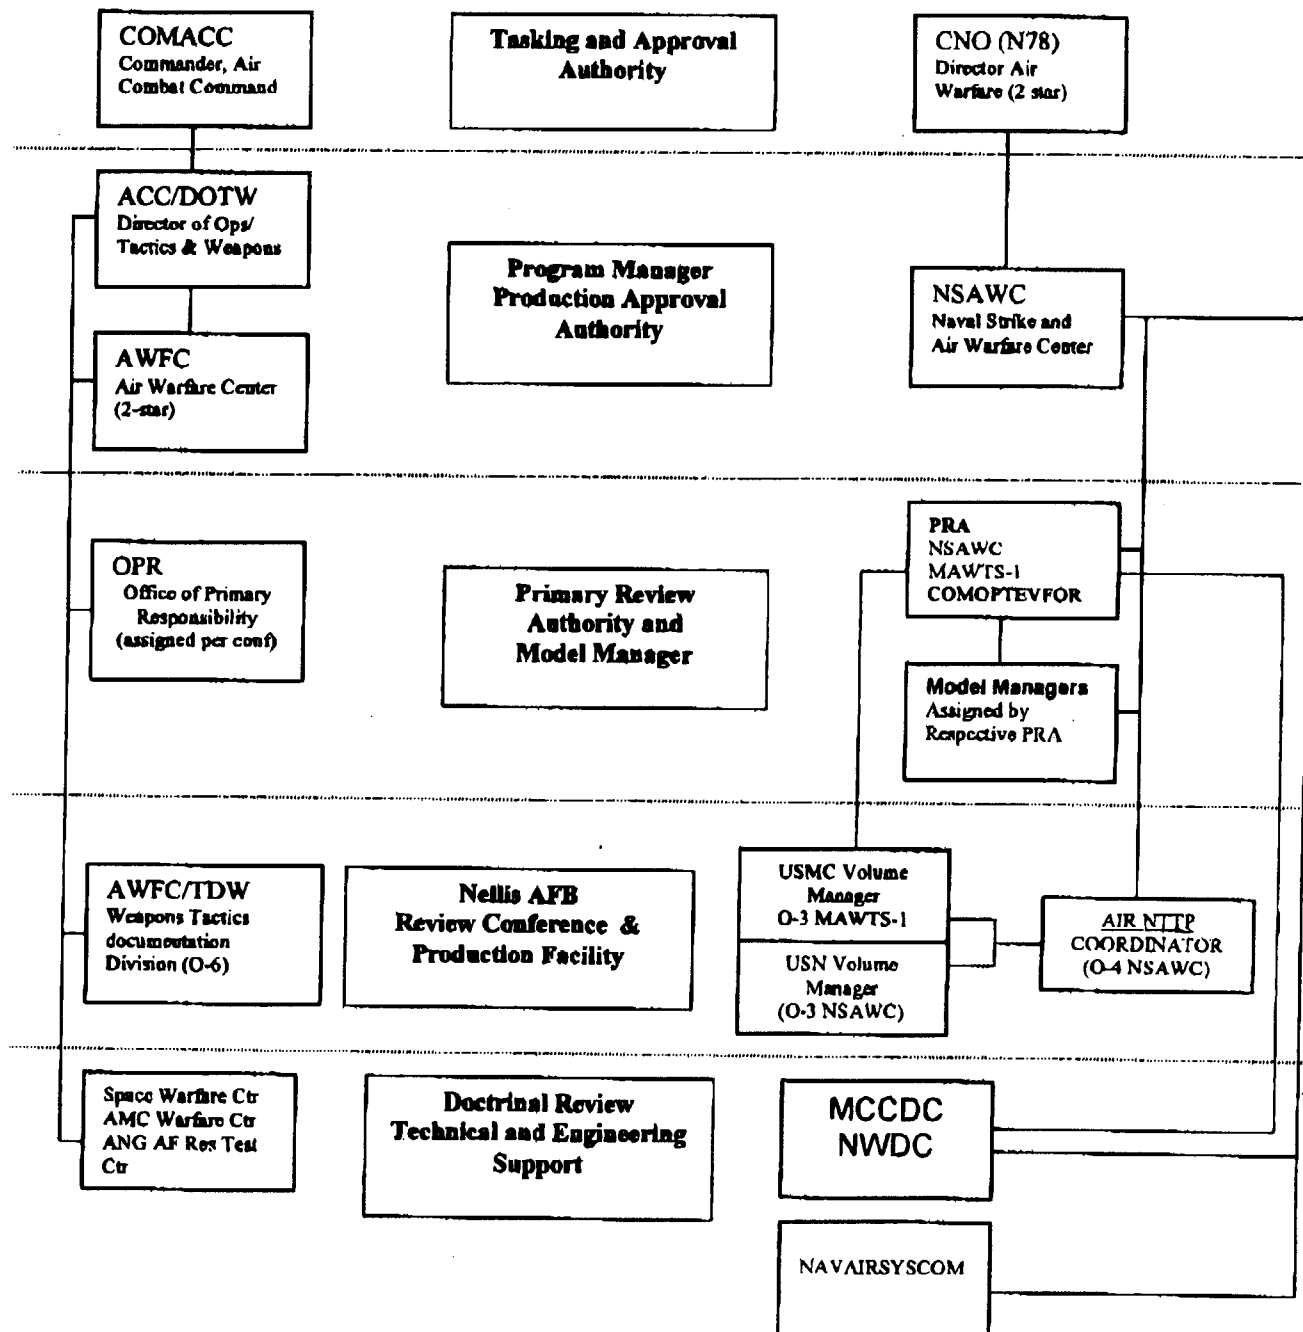 COMACC
Commander, Air
Combat Command
Tasking and Approval
Authority
CNO (N78)
Director Air
Warfare (2 star)
ACC/DOTW
Director of Ops/
Tactics & Weapons
Program Manager
Production Approval
Authority
NSAWC
Naval Strike and
Air Warfare Center
AWFC
Air Warfare Center
(2-star)
OPR
Office of Primary
Responsibility
(assigned per conf)
Primary Review
Authority and
Model Manager
PRA
NSAWC
MAWTS-1
COMOPTEVFOR
Model Managers
Assigned by
Respective PRA
AWFC/TDW
Weapons Tactics
documentation
Division (O-6)
Nellis AFB
Review Conference &
Production Facility
USMC Volume
Manager
O-3 MAWTS-1
USN Volume
Manager
(O-3 NSAWC)
AIR NTTP
COORDINATOR
(O-4 NSAWC)
Space Warfare Ctr
AMC Warfare Ctr
ANG AF Res Test
Ctr
Doctrinal Review
Technical and Engineering
Support
MCCDC
NWDC
NAVAIRSYSCOM